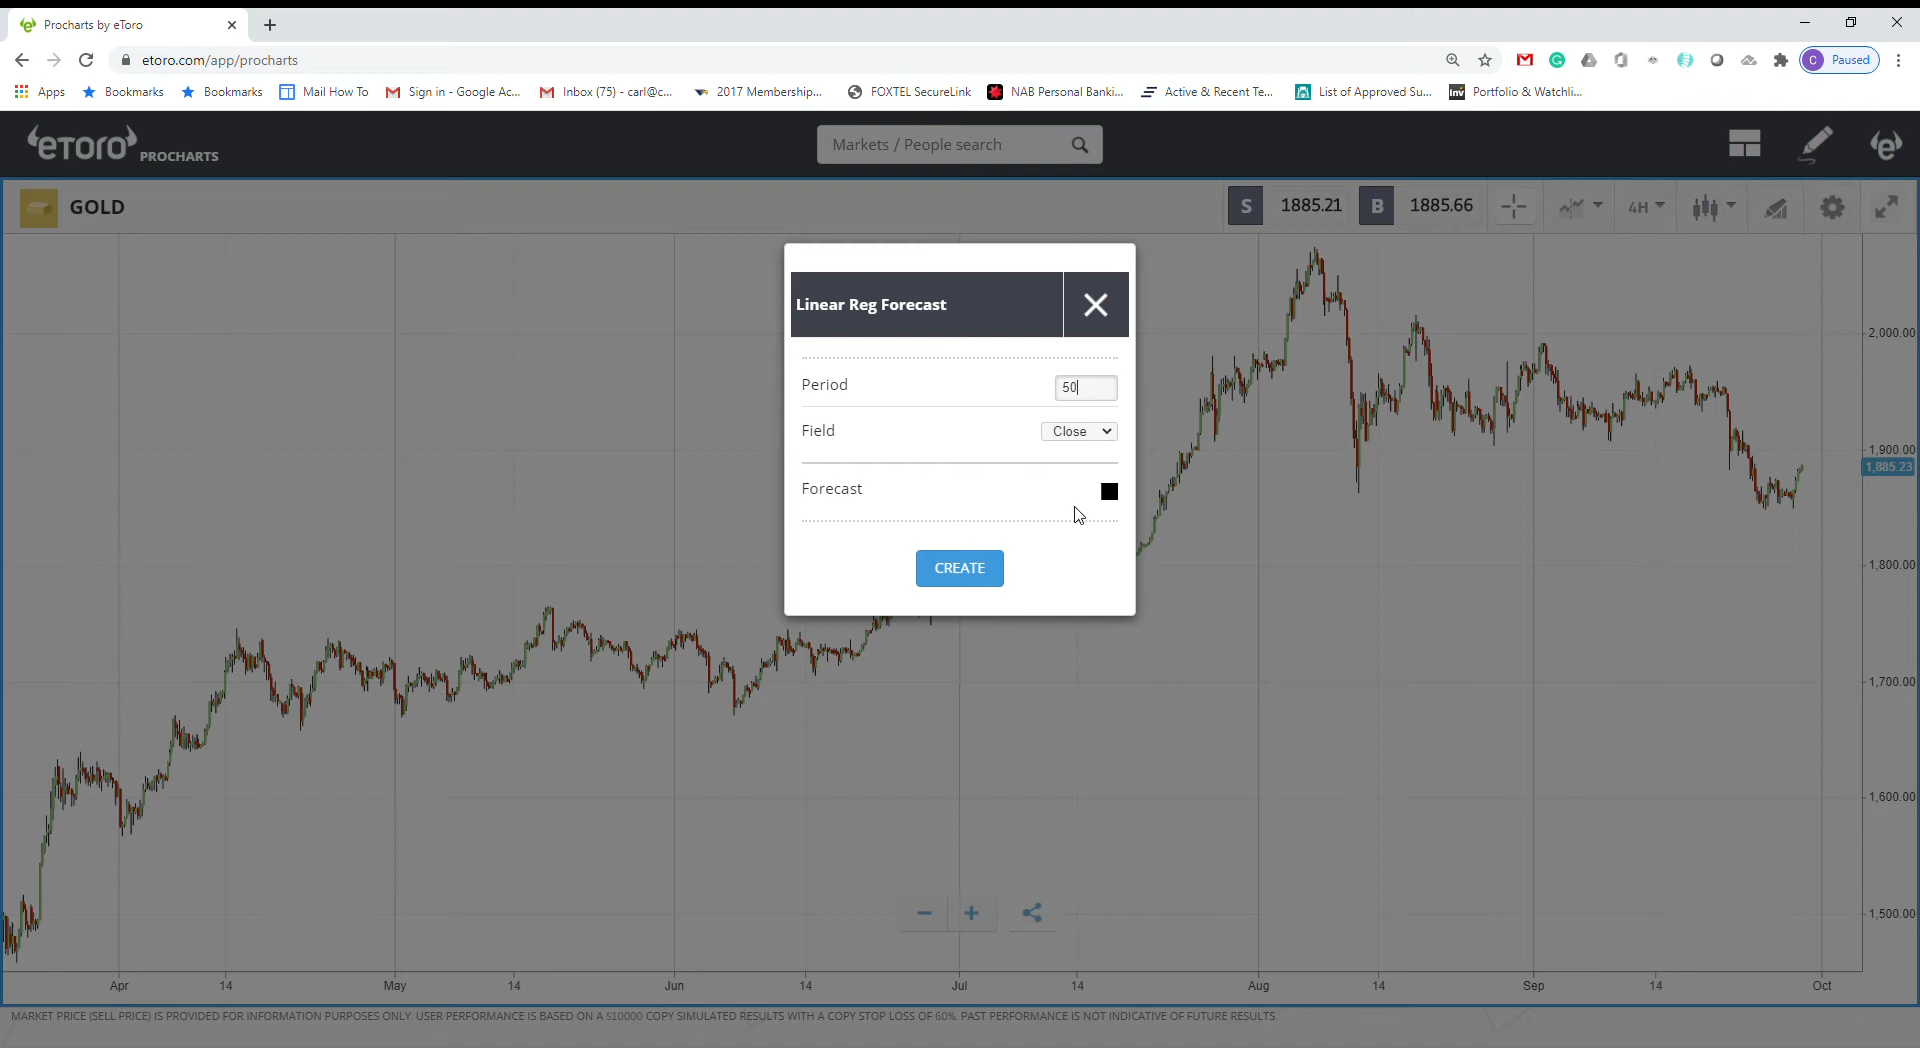 Procharts by eToro
etoro.com/app/procharts
C Paused
Apps Bookmarks Bookmarks Mail How To Sign in - Google Ac... Inbox (75) - carl@c... 2017 Membership... FOXTEL SecureLink NAB Personal Banki... Active & Recent Te... List of Approved Su... Inv Portfolio & Watchli...
eTORO PROCHARTS
Markets / People search
GOLD
S 1885.21 B 1885.66 4H
Linear Reg Forecast
Period 50
Field Close
Forecast
CREATE
2,000.00
1,900.00
1,885.23
1,800.00
1,700.00
1,600.00
1,500.00
Apr 14 May 14 Jun 14 Jul 14 Aug 14 Sep 14 Oct
MARKET PRICE (SELL PRICE) IS PROVIDED FOR INFORMATION PURPOSES ONLY. USER PERFORMANCE IS BASED ON A $10000 COPY SIMULATED RESULTS WITH A COPY STOP LOSS OF 60%. PAST PERFORMANCE IS NOT INDICATIVE OF FUTURE RESULTS.